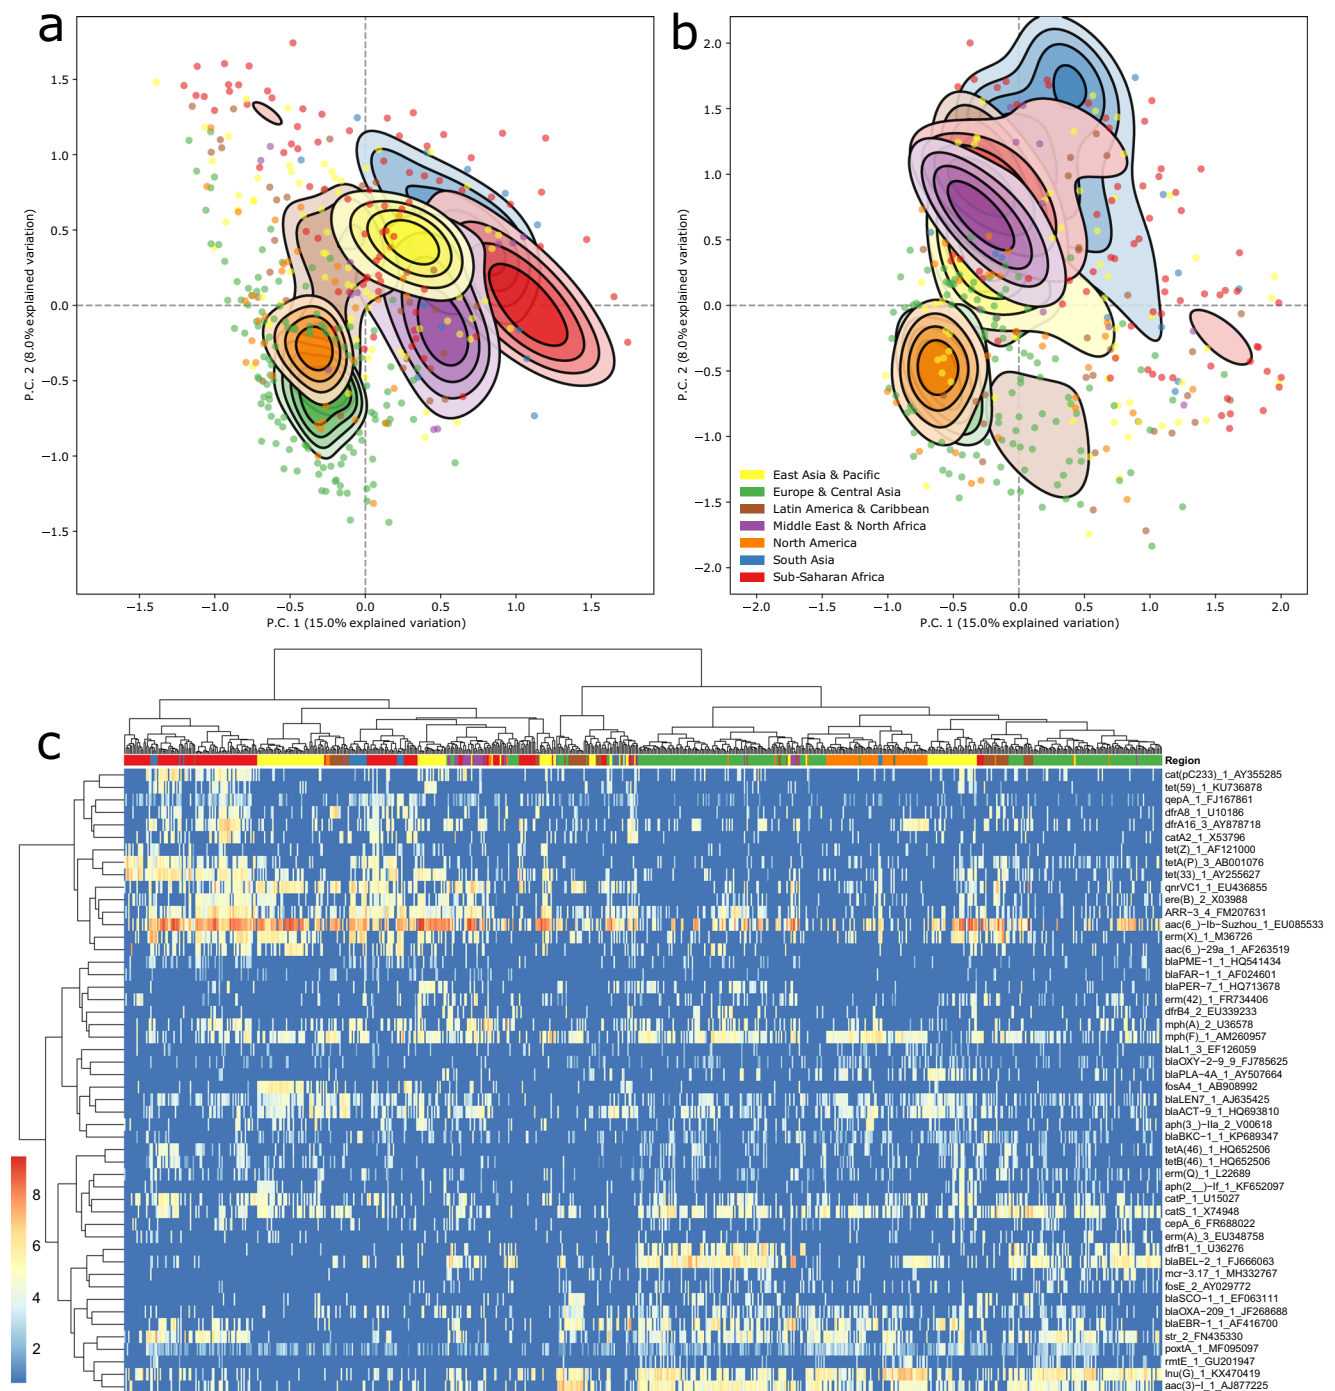 a
b
1.5
1.0
0.5
0.0
−0.5
−1.0
−1.5
P.C. 2 (8.0% explained variation)
−1.5
−1.0
−0.5
0.0
0.5
1.0
1.5
P.C. 1 (15.0% explained variation)
2.0
1.5
1.0
0.5
0.0
−0.5
−1.0
−1.5
−2.0
P.C. 2 (8.0% explained variation)
East Asia & Pacific
Europe & Central Asia
Latin America & Caribbean
Middle East & North Africa
North America
South Asia
Sub-Saharan Africa
−2.0
−1.5
−1.0
−0.5
0.0
0.5
1.0
1.5
2.0
P.C. 1 (15.0% explained variation)
c
Region
cat(pC233)_1_AY355285
tet(59)_1_KU736878
qepA_1_FJ167861
dfrA8_1_U10186
dfrA16_3_AY878718
catA2_1_X53796
tet(Z)_1_AF121000
tetA(P)_3_AB001076
tet(33)_1_AY255627
qnrVC1_1_EU436855
ere(B)_2_X03988
ARR−3_4_FM207631
aac(6_)−Ib−Suzhou_1_EU085533
erm(X)_1_M36726
aac(6_)−29a_1_AF263519
blaPME−1_1_HQ541434
blaFAR−1_1_AF024601
blaPER−7_1_HQ713678
erm(42)_1_FR734406
dfrB4_2_EU339233
mph(A)_2_U36578
mph(F)_1_AM260957
blaL1_3_EF126059
blaOXY−2−9_9_FJ785625
blaPLA−4A_1_AY507664
fosA4_1_AB908992
blaLEN7_1_AJ635425
blaACT−9_1_HQ693810
aph(3_)−IIa_2_V00618
blaBKC−1_1_KP689347
tetA(46)_1_HQ652506
tetB(46)_1_HQ652506
erm(Q)_1_L22689
aph(2__)−If_1_KF652097
catP_1_U15027
catS_1_X74948
cepA_6_FR688022
erm(A)_3_EU348758
dfrB1_1_U36276
blaBEL−2_1_FJ666063
mcr−3.17_1_MH332767
fosE_2_AY029772
blaSCO−1_1_EF063111
blaOXA−209_1_JF268688
blaEBR−1_1_AF416700
str_2_FN435330
poxtA_1_MF095097
rmtE_1_GU201947
lnu(G)_1_KX470419
aac(3)−I_1_AJ877225
8
6
4
2